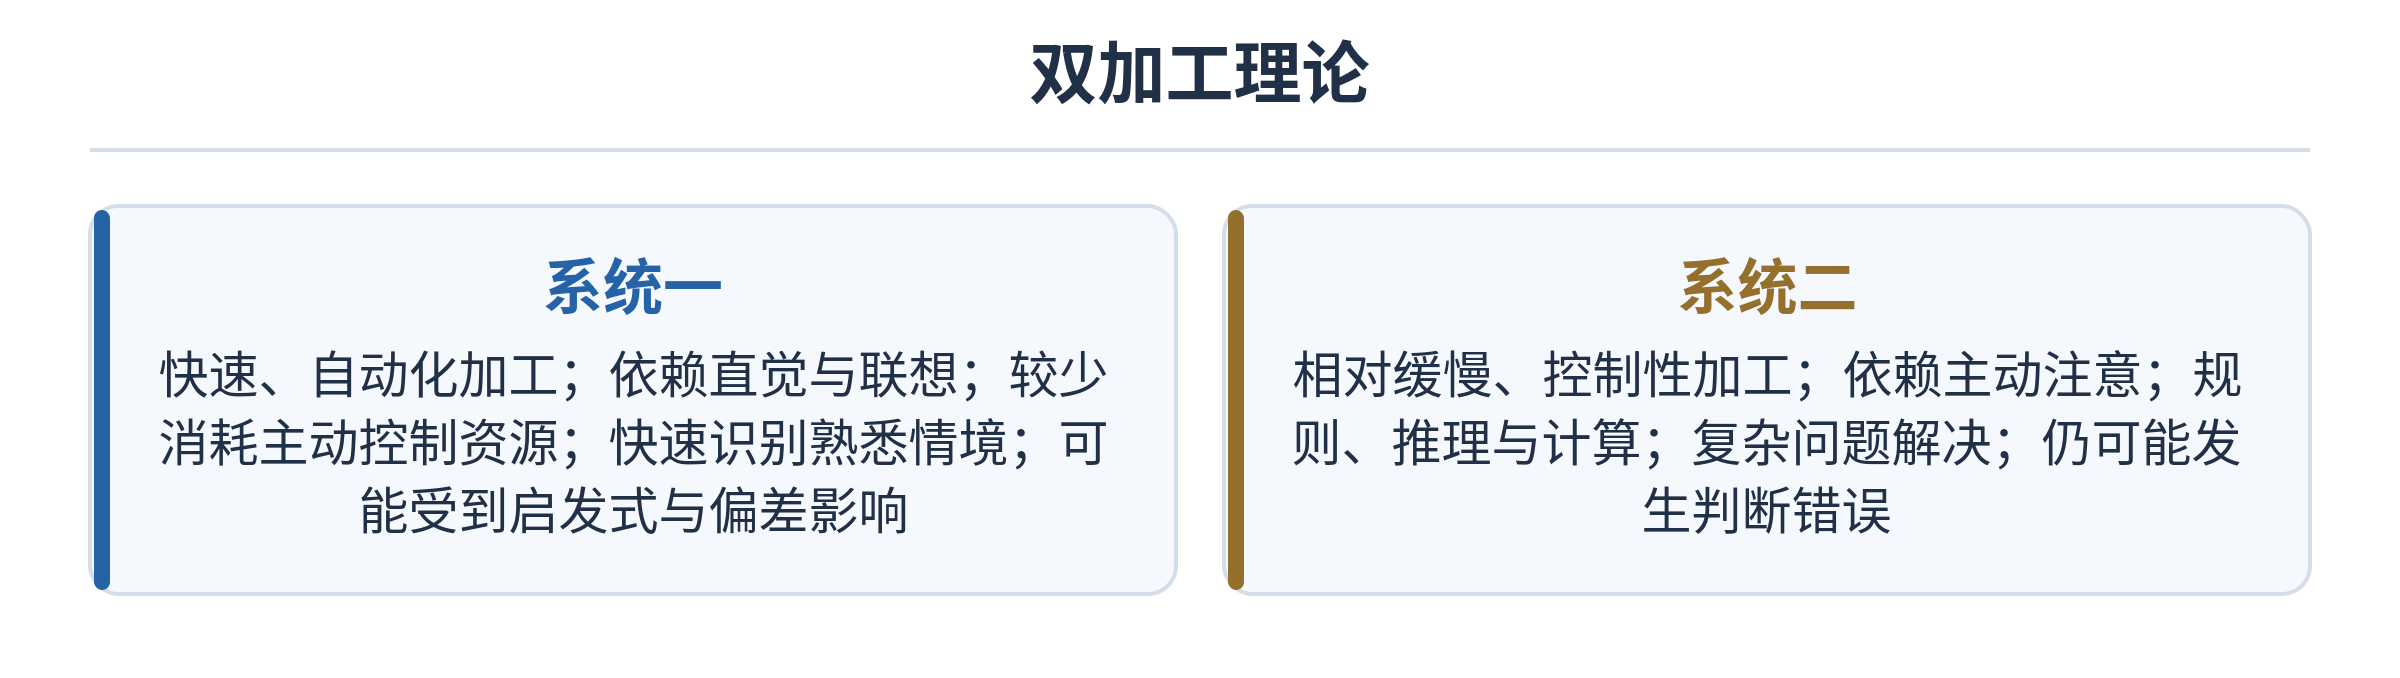 双加工理论
系统一
快速、自动化加工；依赖直觉与联想；较少
消耗主动控制资源；快速识别熟悉情境；可
能受到启发式与偏差影响
系统二
相对缓慢、控制性加工；依赖主动注意；规
则、推理与计算；复杂问题解决；仍可能发
生判断错误